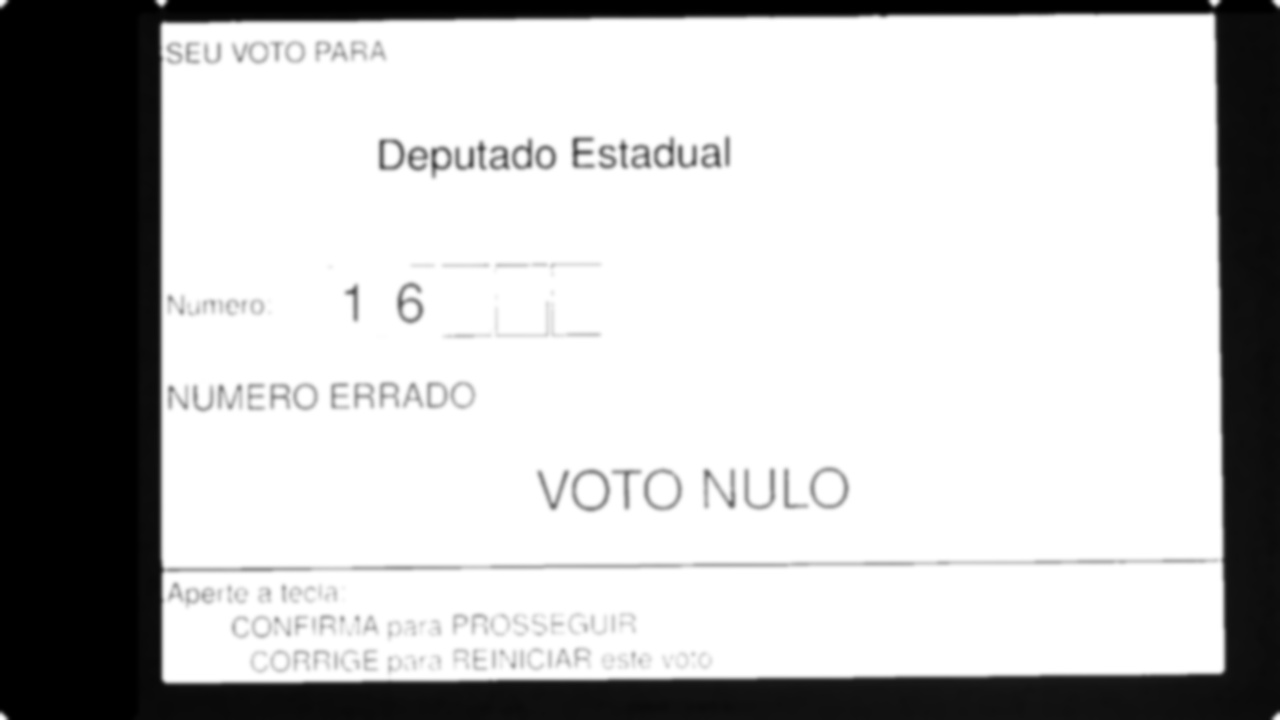 SEU VOTO PARA
Deputado Estadual
Numero: 1 6
NUMERO ERRADO
VOTO NULO
Aperte a tecla:
CONFIRMA para PROSSEGUIR
CORRIGE para REINICIAR este voto